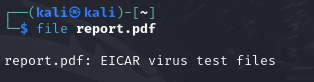 ┌──(kali㉿kali)-[~]
└─$ file report.pdf
report.pdf: EICAR virus test files